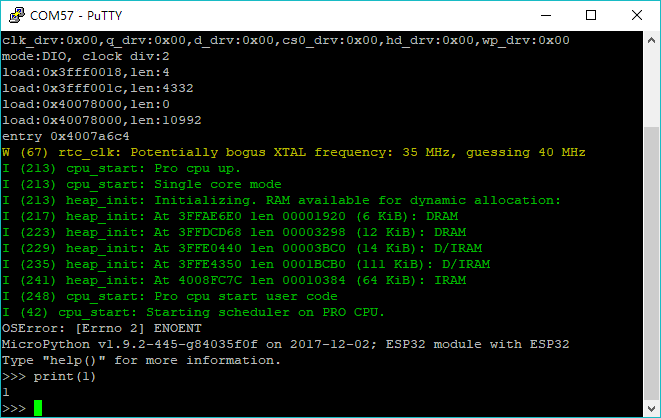 COM57 - PuTTY
clk_drv:0x00,q_drv:0x00,d_drv:0x00,cs0_drv:0x00,hd_drv:0x00,wp_drv:0x00
mode:DIO, clock div:2
load:0x3fff0018,len:4
load:0x3fff001c,len:4332
load:0x40078000,len:0
load:0x40078000,len:10992
entry 0x4007a6c4
W (67) rtc_clk: Potentially bogus XTAL frequency: 35 MHz, guessing 40 MHz
I (213) cpu_start: Pro cpu up.
I (213) cpu_start: Single core mode
I (213) heap_init: Initializing. RAM available for dynamic allocation:
I (217) heap_init: At 3FFAE6E0 len 00001920 (6 KiB): DRAM
I (223) heap_init: At 3FFDCD68 len 00003298 (12 KiB): DRAM
I (229) heap_init: At 3FFE0440 len 00003BC0 (14 KiB): D/IRAM
I (235) heap_init: At 3FFE4350 len 0001BCB0 (111 KiB): D/IRAM
I (241) heap_init: At 4008FC7C len 00010384 (64 KiB): IRAM
I (248) cpu_start: Pro cpu start user code
I (42) cpu_start: Starting scheduler on PRO CPU.
OSError: [Errno 2] ENOENT
MicroPython v1.9.2-445-g84035f0f on 2017-12-02; ESP32 module with ESP32
Type "help()" for more information.
>>> print(1)
1
>>>